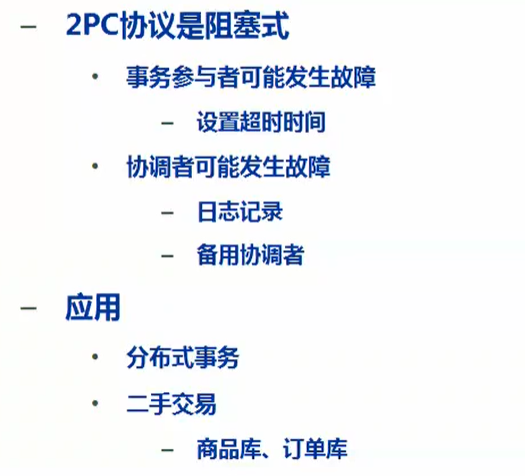 – 2PC协议是阻塞式
• 事务参与者可能发生故障
– 设置超时时间
• 协调者可能发生故障
– 日志记录
– 备用协调者
– 应用
• 分布式事务
• 二手交易
– 商品库、订单库